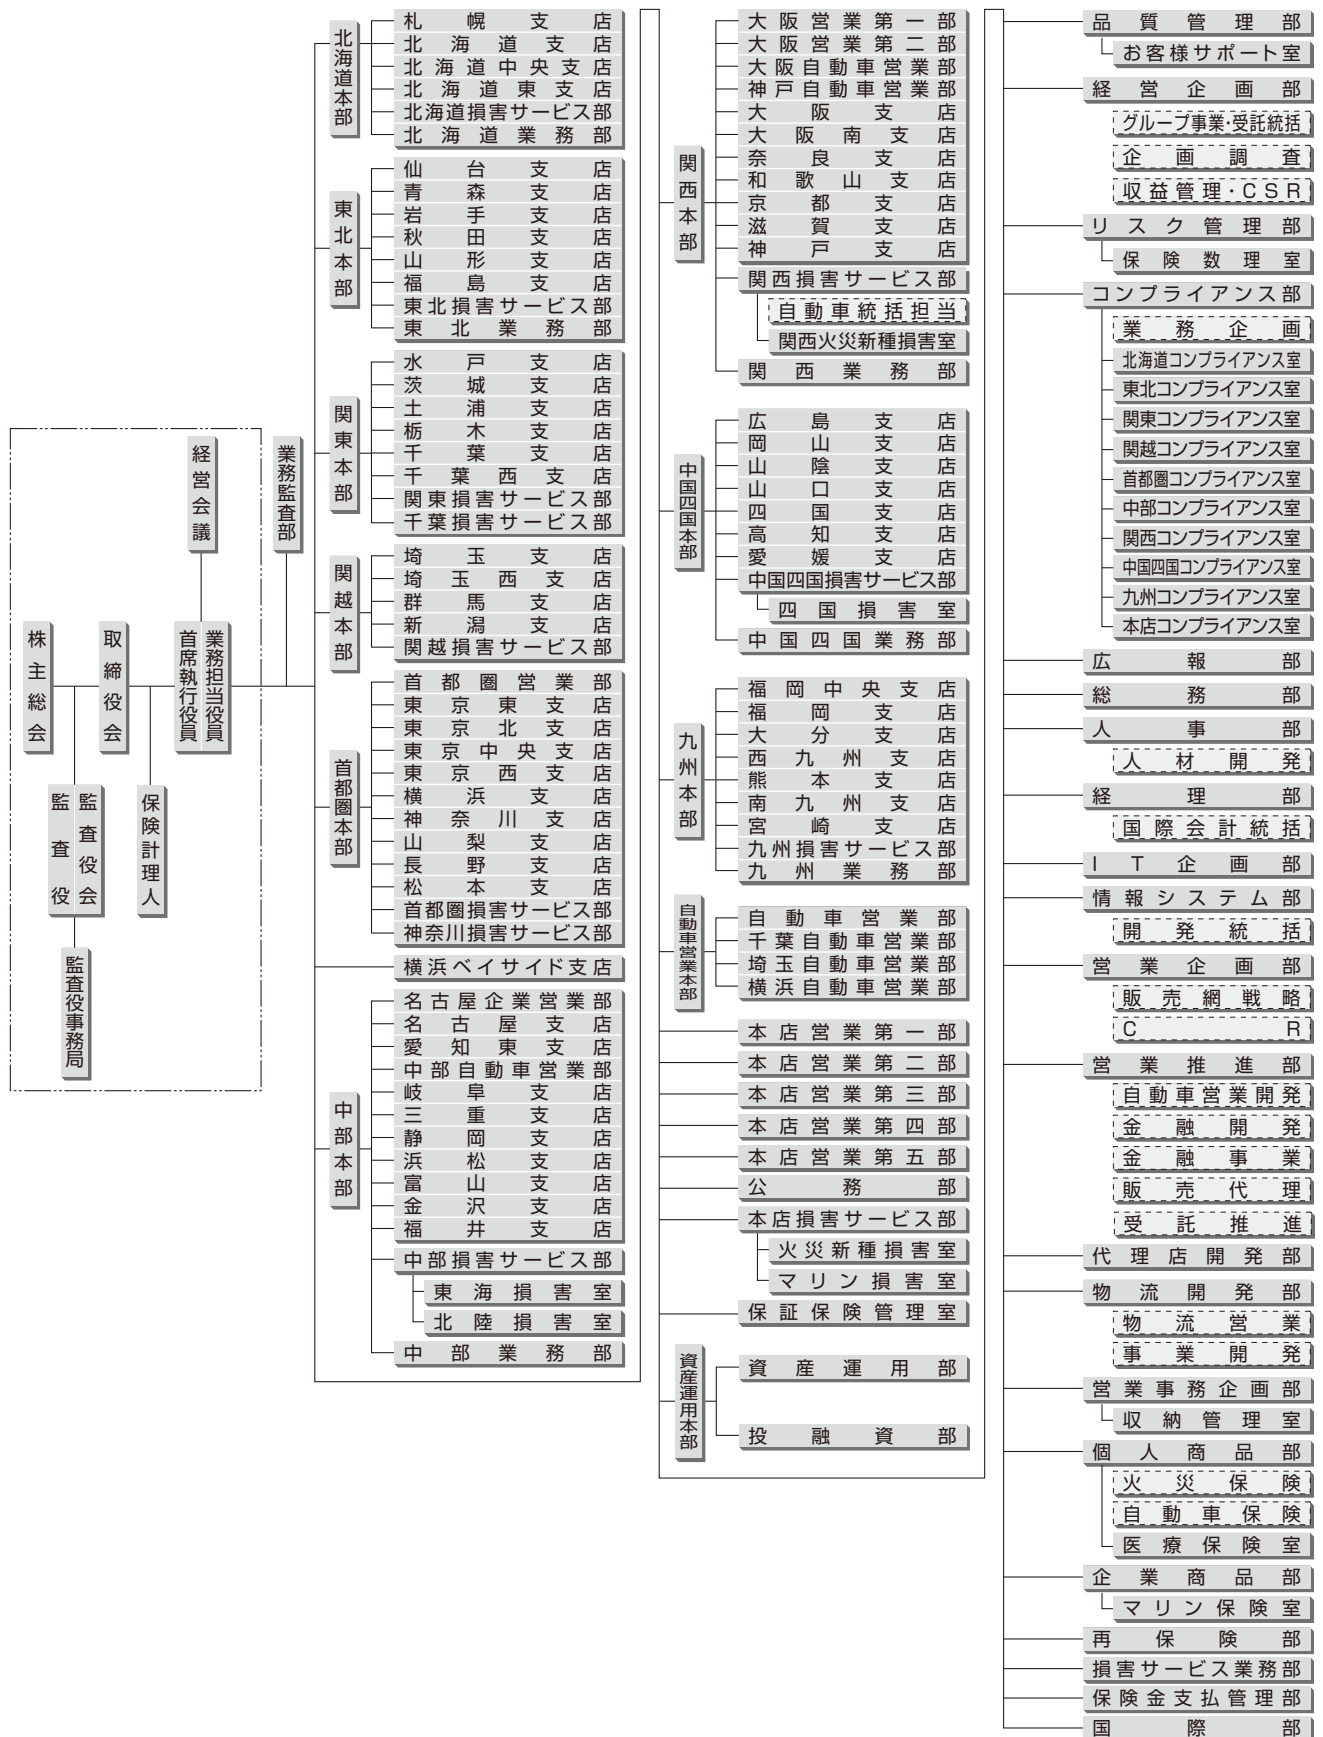 株主総会
取締役会
首席執行役員
業務担当役員
経営会議
業務監査部
監査役
監査役会
保険計理人
監査役事務局
北海道本部
札幌支店
北海道支店
北海道中央支店
北海道東支店
北海道損害サービス部
北海道業務部
東北本部
仙台支店
青森支店
岩手支店
秋田支店
山形支店
福島支店
東北損害サービス部
東北業務部
関東本部
水戸支店
茨城支店
土浦支店
栃木支店
千葉支店
千葉西支店
関東損害サービス部
千葉損害サービス部
関越本部
埼玉支店
埼玉西支店
群馬支店
新潟支店
関越損害サービス部
首都圏本部
首都圏営業部
東京東支店
東京北支店
東京中央支店
東京西支店
横浜支店
神奈川支店
山梨支店
長野支店
松本支店
首都圏損害サービス部
神奈川損害サービス部
横浜ベイサイド支店
中部本部
名古屋企業営業部
名古屋支店
愛知東支店
中部自動車営業部
岐阜支店
三重支店
静岡支店
浜松支店
富山支店
金沢支店
福井支店
中部損害サービス部
東海損害室
北陸損害室
中部業務部
関西本部
大阪営業第一部
大阪営業第二部
大阪自動車営業部
神戸自動車営業部
大阪支店
大阪南支店
奈良支店
和歌山支店
京都支店
滋賀支店
神戸支店
関西損害サービス部
自動車統括担当
関西火災新種損害室
関西業務部
中国四国本部
広島支店
岡山支店
山陰支店
山口支店
四国支店
高知支店
愛媛支店
中国四国損害サービス部
四国損害室
中国四国業務部
九州本部
福岡中央支店
福岡支店
大分支店
西九州支店
熊本支店
南九州支店
宮崎支店
九州損害サービス部
九州業務部
自動車営業本部
自動車営業部
千葉自動車営業部
埼玉自動車営業部
横浜自動車営業部
本店営業第一部
本店営業第二部
本店営業第三部
本店営業第四部
本店営業第五部
公務部
本店損害サービス部
火災新種損害室
マリン損害室
保証保険管理室
資産運用本部
資産運用部
投融資部
品質管理部
お客様サポート室
経営企画部
グループ事業・受託統括
企画調査
収益管理・CSR
リスク管理部
保険数理室
コンプライアンス部
業務企画
北海道コンプライアンス室
東北コンプライアンス室
関東コンプライアンス室
関越コンプライアンス室
首都圏コンプライアンス室
中部コンプライアンス室
関西コンプライアンス室
中国四国コンプライアンス室
九州コンプライアンス室
本店コンプライアンス室
広報部
総務部
人事部
人材開発
経理部
国際会計統括
IT企画部
情報システム部
開発統括
営業企画部
販売網戦略
CR
営業推進部
自動車営業開発
金融開発
金融事業
販売代理
受託推進
代理店開発部
物流開発部
物流営業
事業開発
営業事務企画部
収納管理室
個人商品部
火災保険
自動車保険
医療保険室
企業商品部
マリン保険室
再保険部
損害サービス業務部
保険金支払管理部
国際部